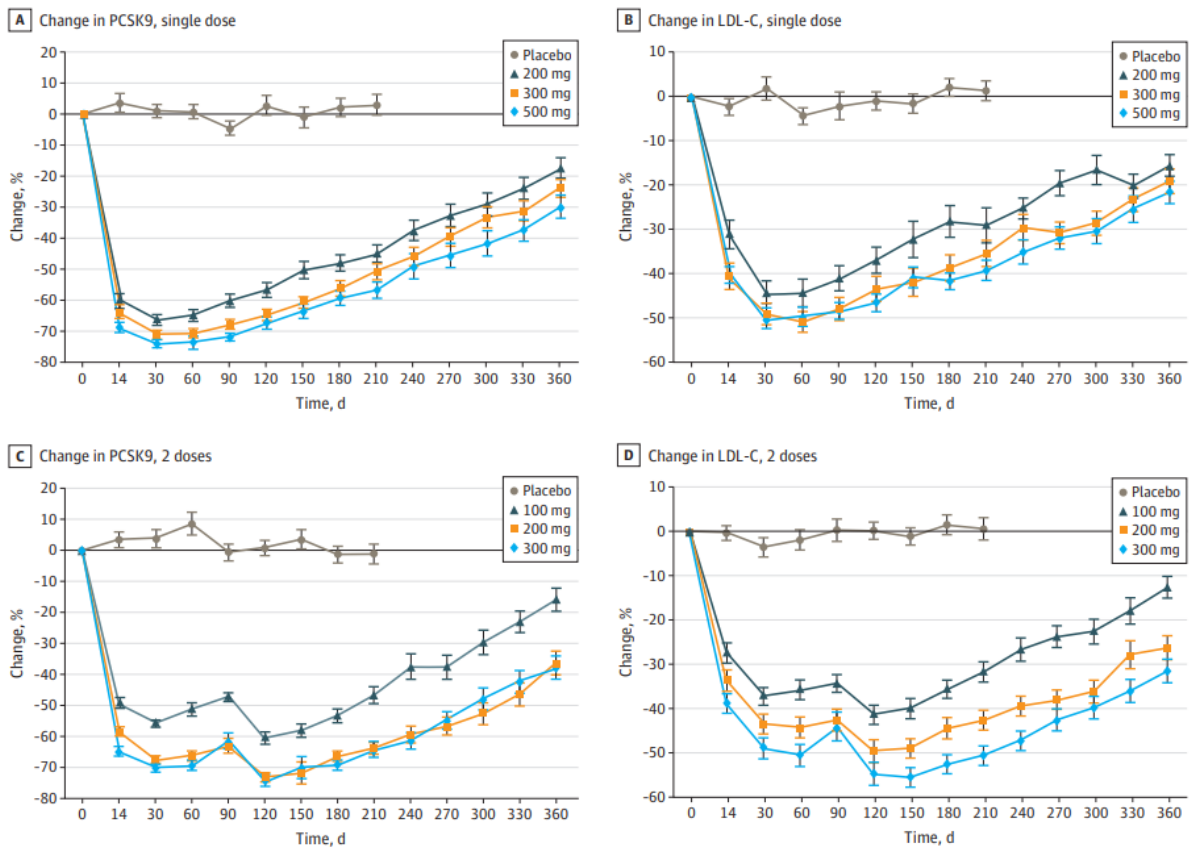 A Change in PCSK9, single dose
20
10
0
-10
-20
-30
-40
-50
-60
-70
-80
Change, %
0 14 30 60 90 120 150 180 210 240 270 300 330 360
Time, d
Placebo
200 mg
300 mg
500 mg
B Change in LDL-C, single dose
10
0
-10
-20
-30
-40
-50
-60
Change, %
0 14 30 60 90 120 150 180 210 240 270 300 330 360
Time, d
Placebo
200 mg
300 mg
500 mg
C Change in PCSK9, 2 doses
20
10
0
-10
-20
-30
-40
-50
-60
-70
-80
Change, %
0 14 30 60 90 120 150 180 210 240 270 300 330 360
Time, d
Placebo
100 mg
200 mg
300 mg
D Change in LDL-C, 2 doses
10
0
-10
-20
-30
-40
-50
-60
Change, %
0 14 30 60 90 120 150 180 210 240 270 300 330 360
Time, d
Placebo
100 mg
200 mg
300 mg